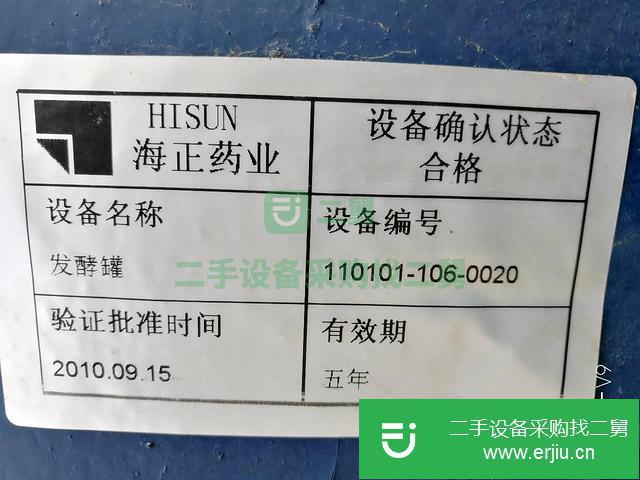 HISUN
海正药业
设备确认状态
合格
设备名称
发酵罐
设备编号
110101-106-0020
验证批准时间
2010.09.15
有效期
五年
二舅
二手设备采购找二舅
-V9
二手设备采购找二舅
www.erjiu.cn